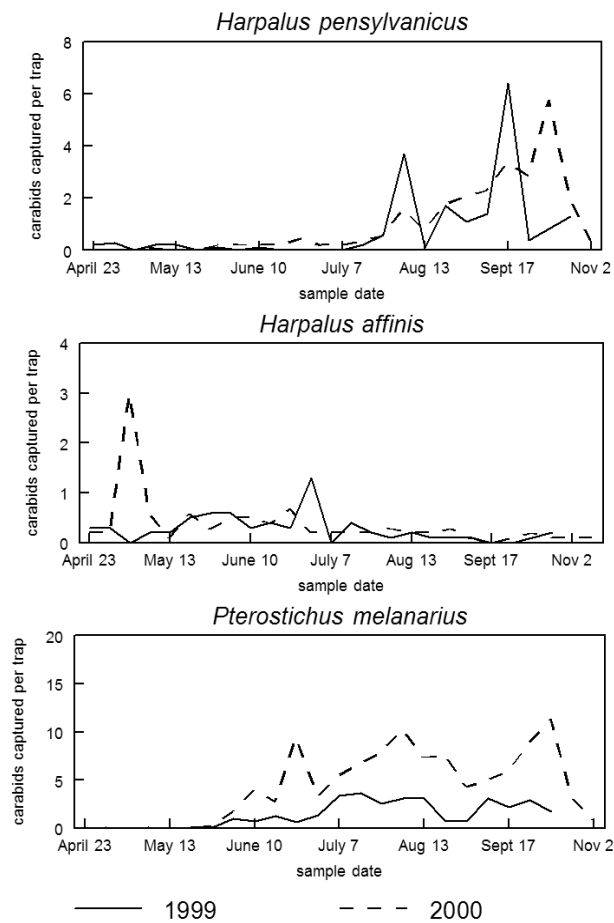 Harpalus pensylvanicus
carabids captured per trap
8
6
4
2
0
April 23 May 13 June 10 July 7 Aug 13 Sept 17 Nov 2
sample date
Harpalus affinis
carabids captured per trap
4
3
2
1
0
April 23 May 13 June 10 July 7 Aug 13 Sept 17 Nov 2
sample date
Pterostichus melanarius
carabids captured per trap
20
15
10
5
0
April 23 May 13 June 10 July 7 Aug 13 Sept 17 Nov 2
sample date
1999 2000